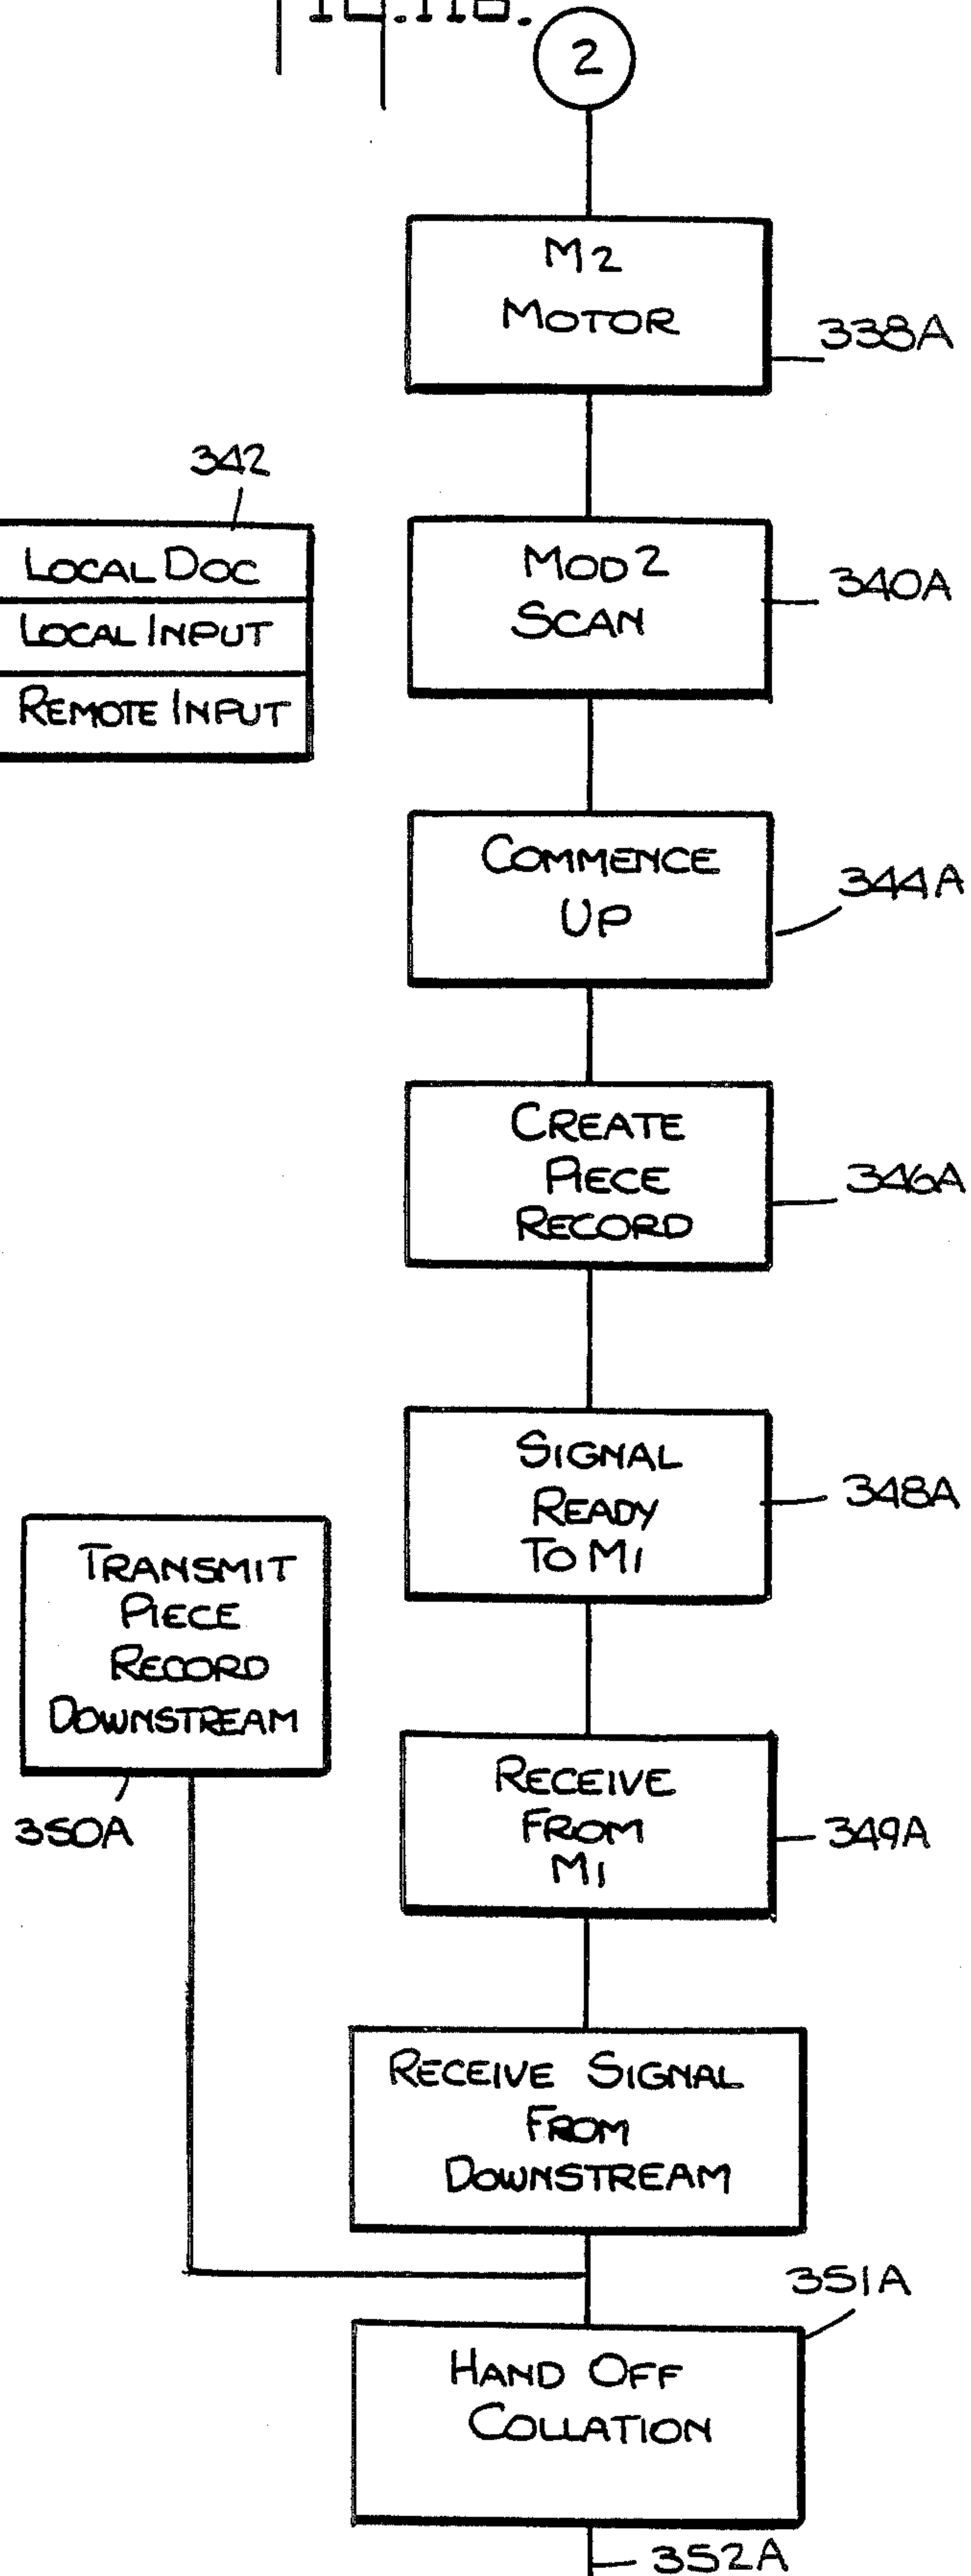 2
M2
MOTOR
338A
342
LOCAL DOC
LOCAL INPUT
REMOTE INPUT
MOD 2
SCAN
340A
COMMENCE
UP
344A
CREATE
PIECE
RECORD
346A
SIGNAL
READY
TO M1
348A
TRANSMIT
PIECE
RECORD
DOWNSTREAM
350A
RECEIVE
FROM
M1
349A
RECEIVE SIGNAL
FROM
DOWNSTREAM
351A
HAND OFF
COLLATION
352A